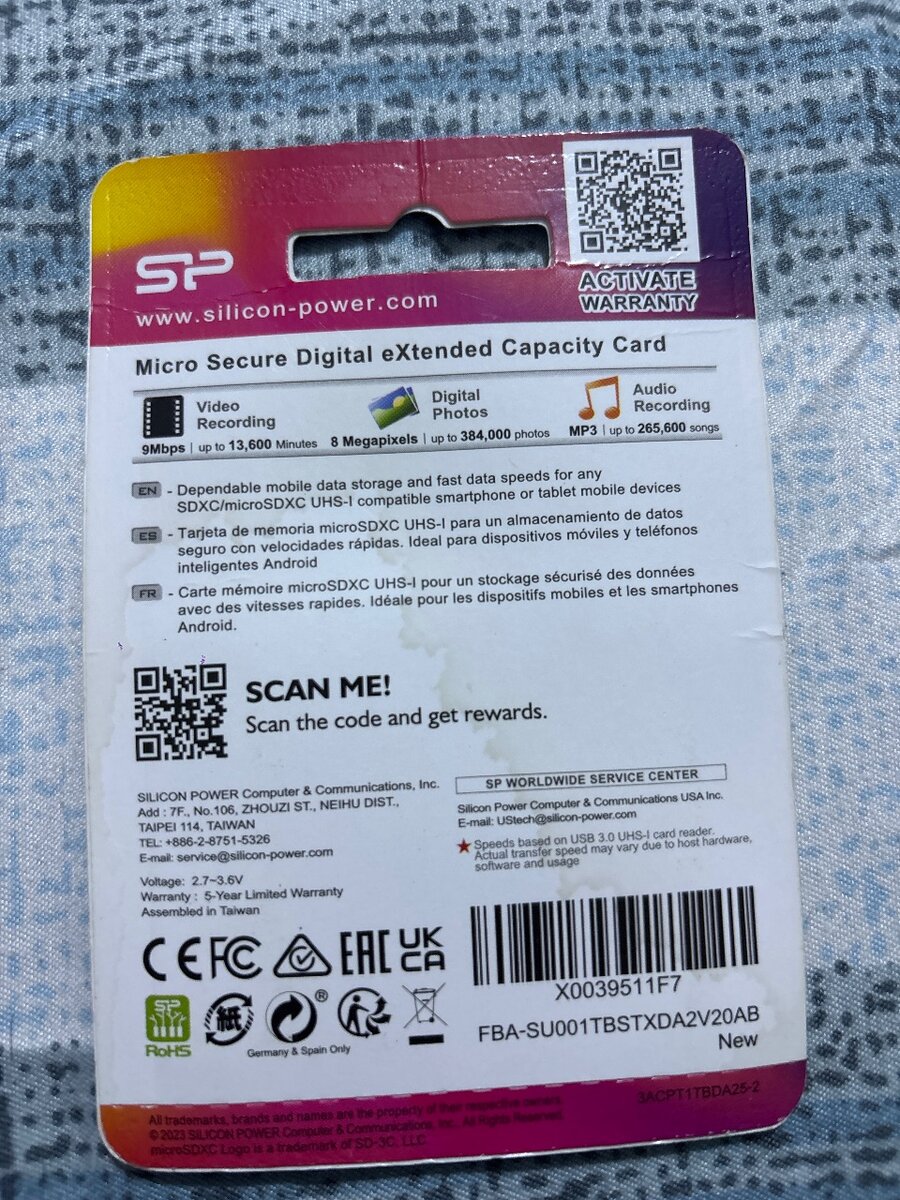 SP
www.silicon-power.com
ACTIVATE
WARRANTY
Micro Secure Digital eXtended Capacity Card
Video
Recording
9Mbps | up to 13,600 Minutes
Digital
Photos
8 Megapixels | up to 384,000 photos
Audio
Recording
MP3 | up to 265,600 songs
EN - Dependable mobile data storage and fast data speeds for any
SDXC/microSDXC UHS-I compatible smartphone or tablet mobile devices
ES - Tarjeta de memoria microSDXC UHS-I para un almacenamiento de datos
seguro con velocidades rápidas. Ideal para dispositivos móviles y teléfonos
inteligentes Android
FR - Carte mémoire microSDXC UHS-I pour un stockage sécurisé des données
avec des vitesses rapides. Idéale pour les dispositifs mobiles et les smartphones
Android.
SCAN ME!
Scan the code and get rewards.
SILICON POWER Computer & Communications, Inc.
Add : 7F., No.106, ZHOUZI ST., NEIHU DIST.,
TAIPEI 114, TAIWAN
TEL: +886-2-8751-5326
E-mail: service@silicon-power.com
Voltage: 2.7~3.6V
Warranty : 5-Year Limited Warranty
Assembled in Taiwan
SP WORLDWIDE SERVICE CENTER
Silicon Power Computer & Communications USA Inc.
E-mail: UStech@silicon-power.com
★ Speeds based on USB 3.0 UHS-I card reader.
Actual transfer speed may vary due to host hardware,
software and usage
CE FC EAC UK
CA
SP
RoHS
紙
®
Germany & Spain Only
X0039511F7
FBA-SU001TBSTXDA2V20AB
New
3ACPT1TBDA25-2
All trademarks, brands and names are the property of their respective owners.
© 2023 SILICON POWER Computer & Communications, Inc., All Rights Reserved.
microSDXC Logo is a trademark of SD-3C, LLC